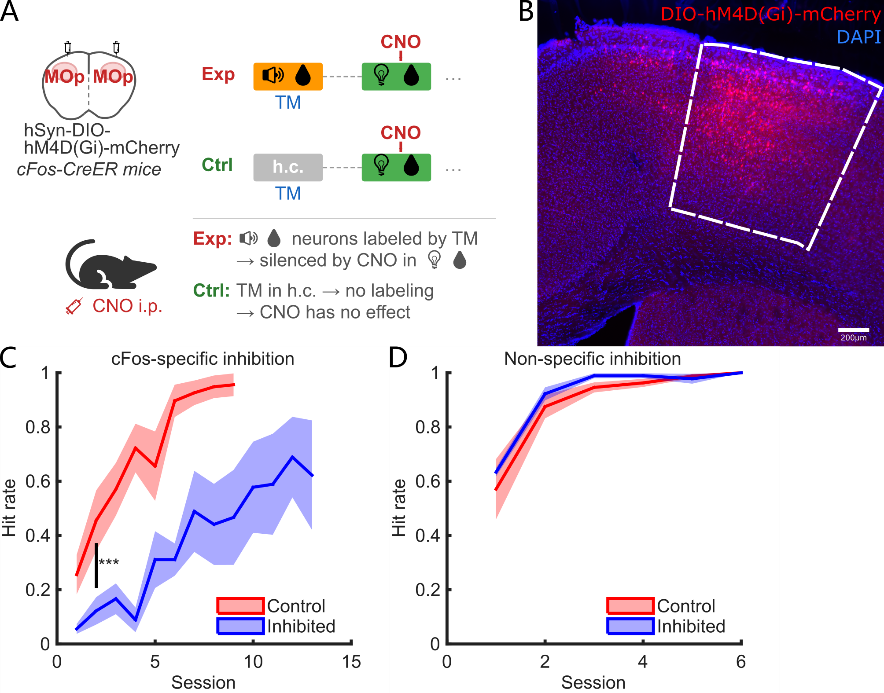 A
MOp MOp
hSyn-DIO-
hM4D(Gi)-mCherry
cFos-CreER mice
CNO
Exp
...
TM
CNO
Ctrl
h.c.
...
TM
CNO i.p.
Exp: neurons labeled by TM
→ silenced by CNO in
Ctrl: TM in h.c. → no labeling
→ CNO has no effect
B
DIO-hM4D(Gi)-mCherry
DAPI
200µm
C
cFos-specific inhibition
1
0.8
0.6
0.4
0.2
0
Hit rate
***
Control
Inhibited
0 5 10 15
Session
D
Non-specific inhibition
1
0.8
0.6
0.4
0.2
0
Hit rate
Control
Inhibited
0 2 4 6
Session